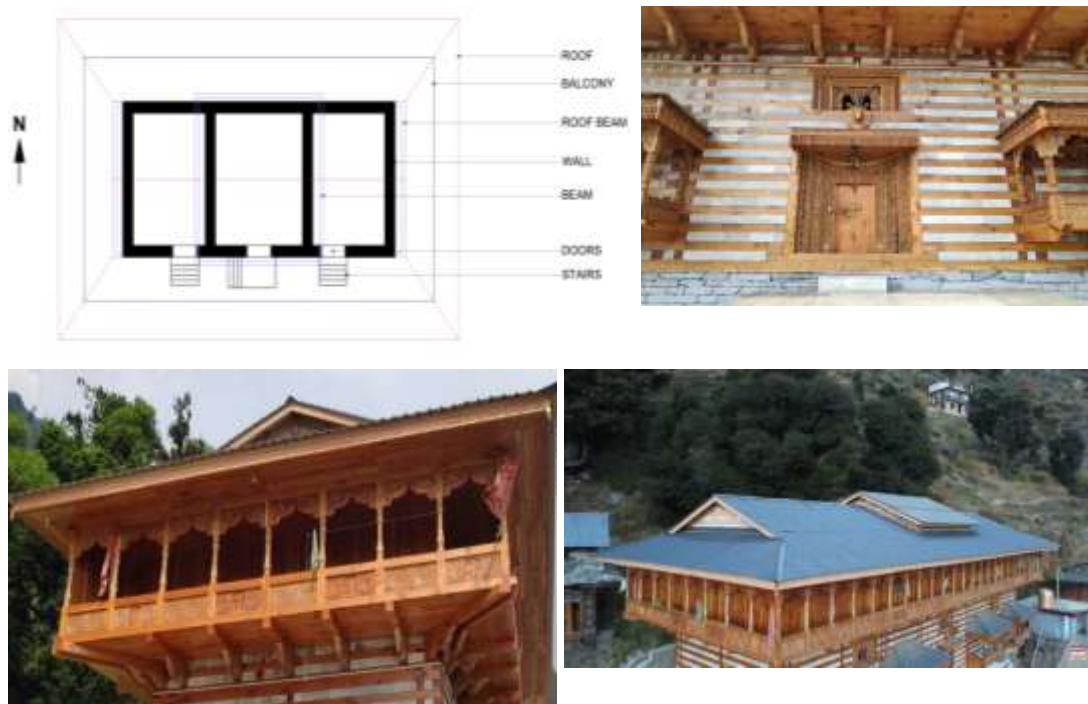 ROOF
BALCONY
N
ROOF BEAM
WALL
BEAM
DOORS
STAIRS